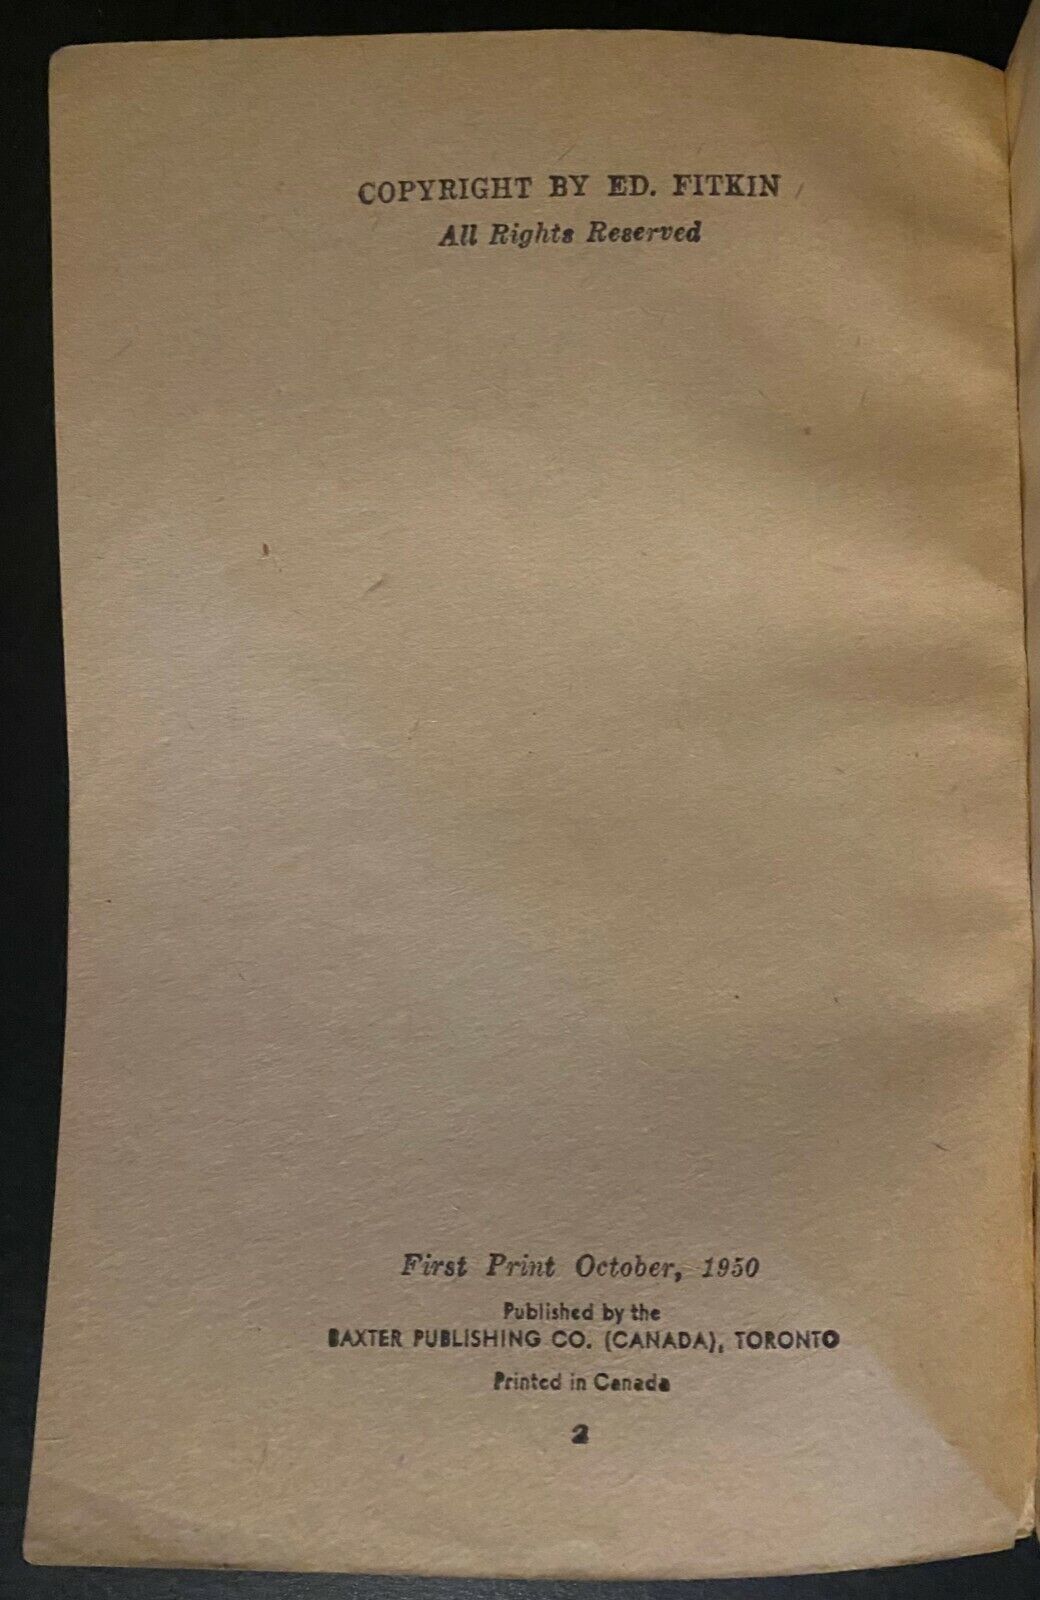 COPYRIGHT BY ED. FITKIN
All Rights Reserved
First Print October, 1950
Published by the
BAXTER PUBLISHING CO. (CANADA), TORONTO
Printed in Canada
2